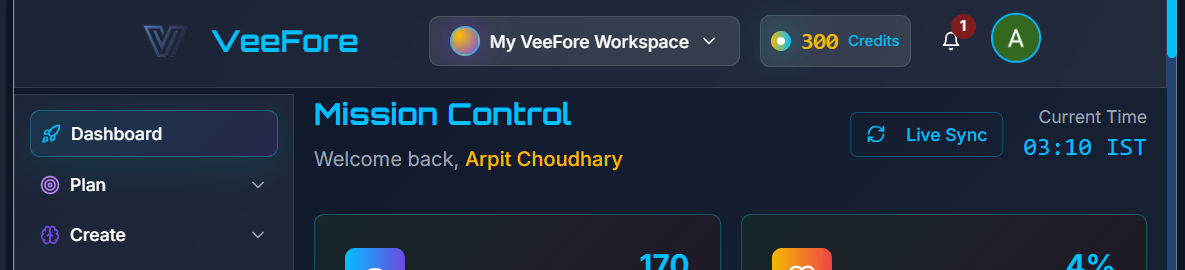 VeeFore
My VeeFore Workspace
300 Credits
1
A
Dashboard
Plan
Create
Mission Control
Welcome back, Arpit Choudhary
Live Sync
Current Time
03:10 IST
170
4%